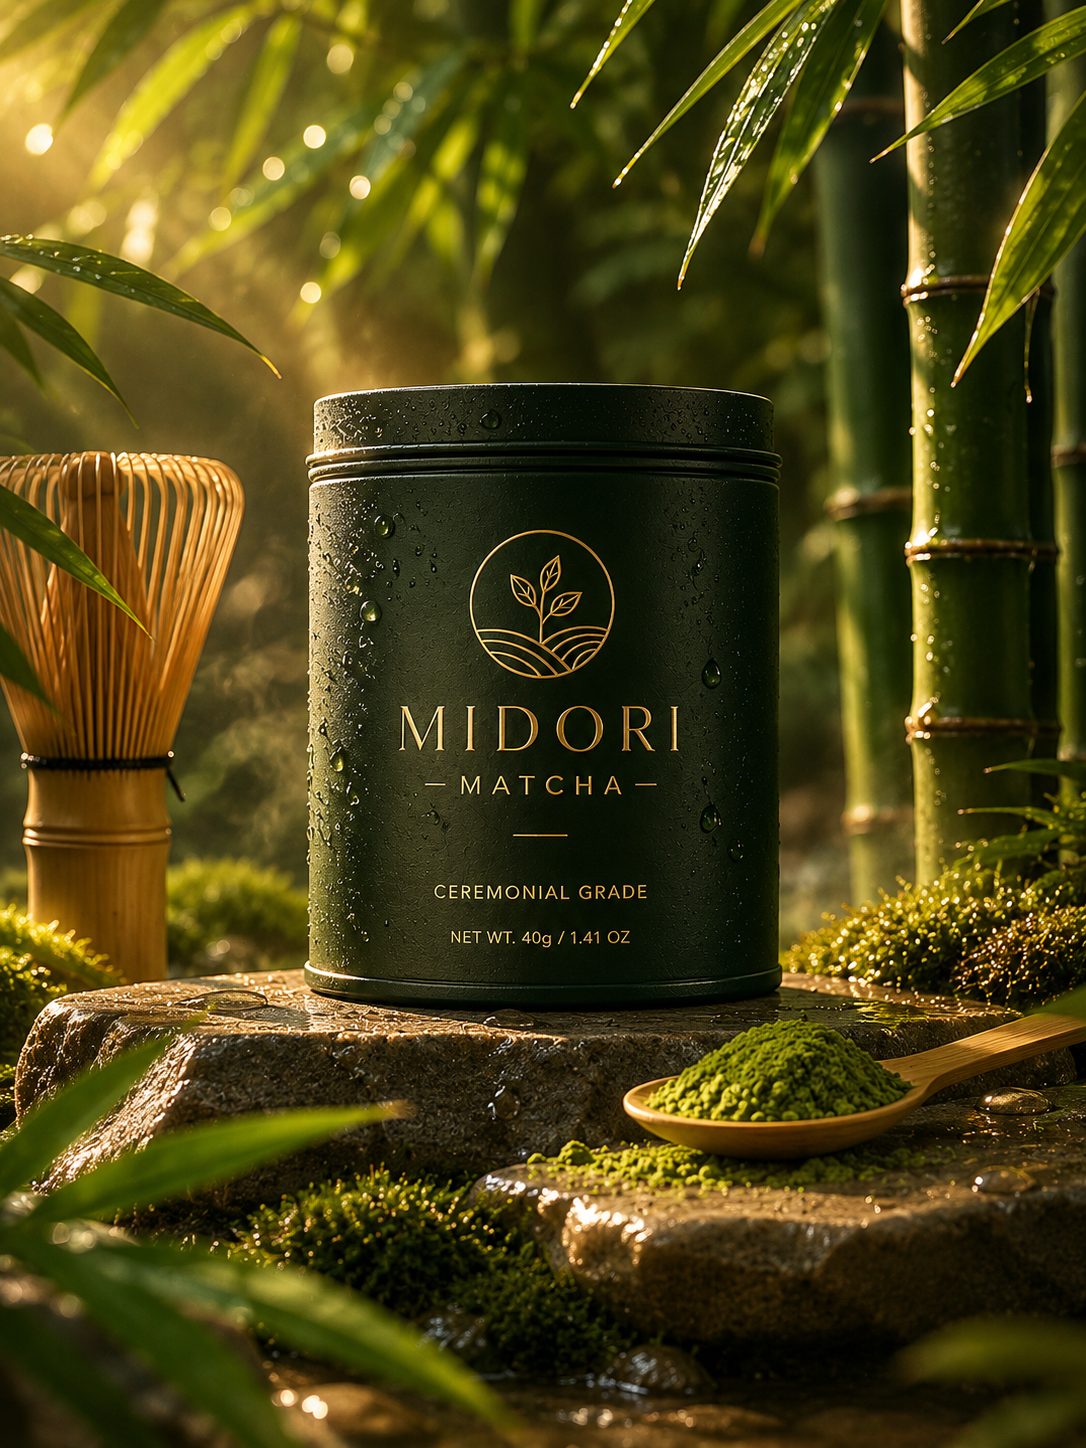 MIDORI
— MATCHA —
CEREMONIAL GRADE
NET WT. 40g / 1.41 OZ